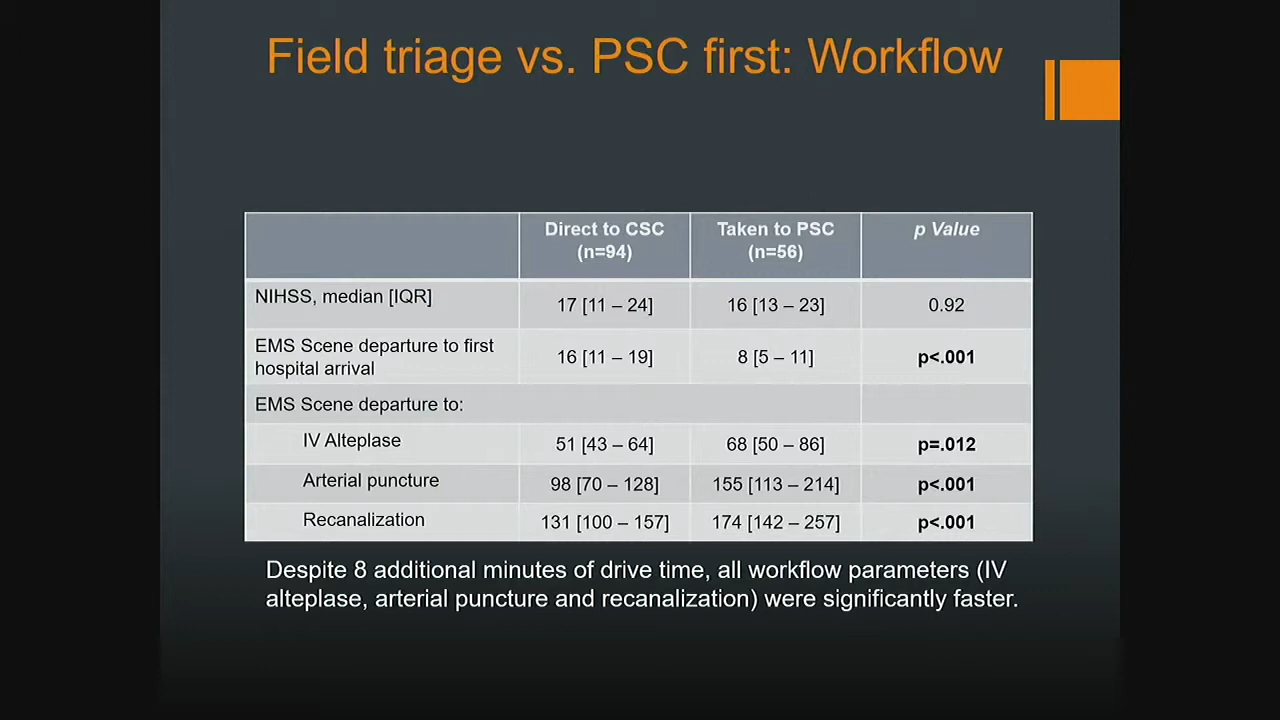 Field triage vs. PSC first: Workflow
Direct to CSC (n=94) Taken to PSC (n=56) p Value
NIHSS, median [IQR] 17 [11 – 24] 16 [13 – 23] 0.92
EMS Scene departure to first hospital arrival 16 [11 – 19] 8 [5 – 11] p<.001
EMS Scene departure to:
IV Alteplase 51 [43 – 64] 68 [50 – 86] p=.012
Arterial puncture 98 [70 – 128] 155 [113 – 214] p<.001
Recanalization 131 [100 – 157] 174 [142 – 257] p<.001
Despite 8 additional minutes of drive time, all workflow parameters (IV
alteplase, arterial puncture and recanalization) were significantly faster.